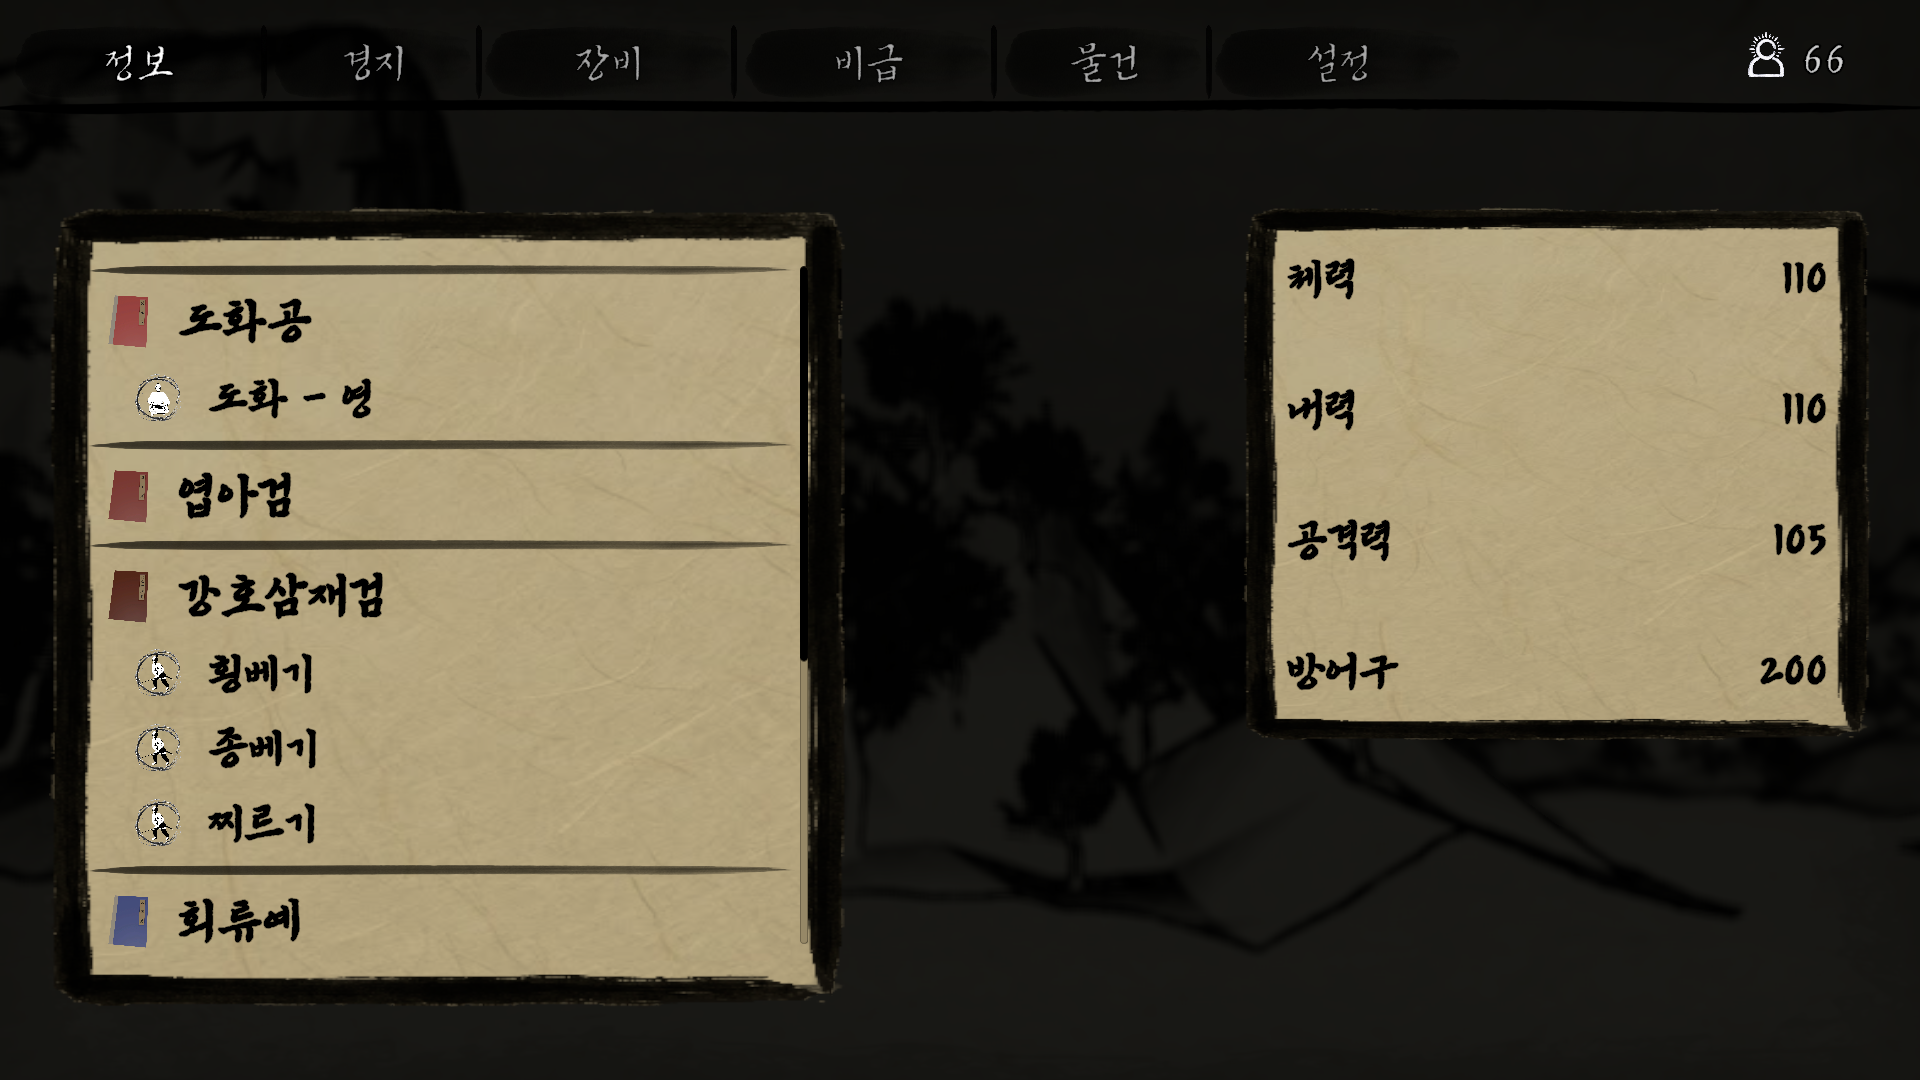 정보 경지 장비 비급 물건 설정 66
도화공
도화 - 영
엽아검
강호삼재검
횡베기
종베기
찌르기
회류예
체력 110
내력 110
공격력 105
방어구 200